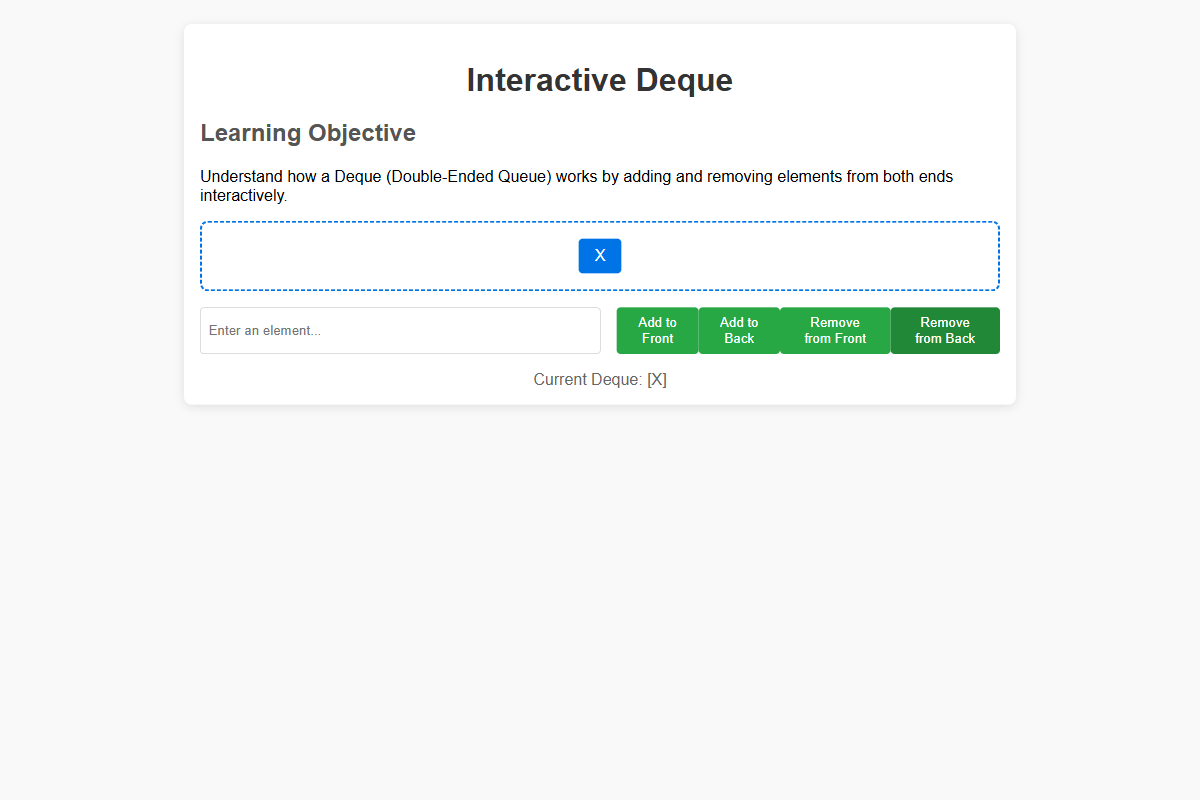 Interactive Deque
Learning Objective
Understand how a Deque (Double-Ended Queue) works by adding and removing elements from both ends
interactively.
X
Enter an element...
Add to
Front
Add to
Back
Remove
from Front
Remove
from Back
Current Deque: [X]